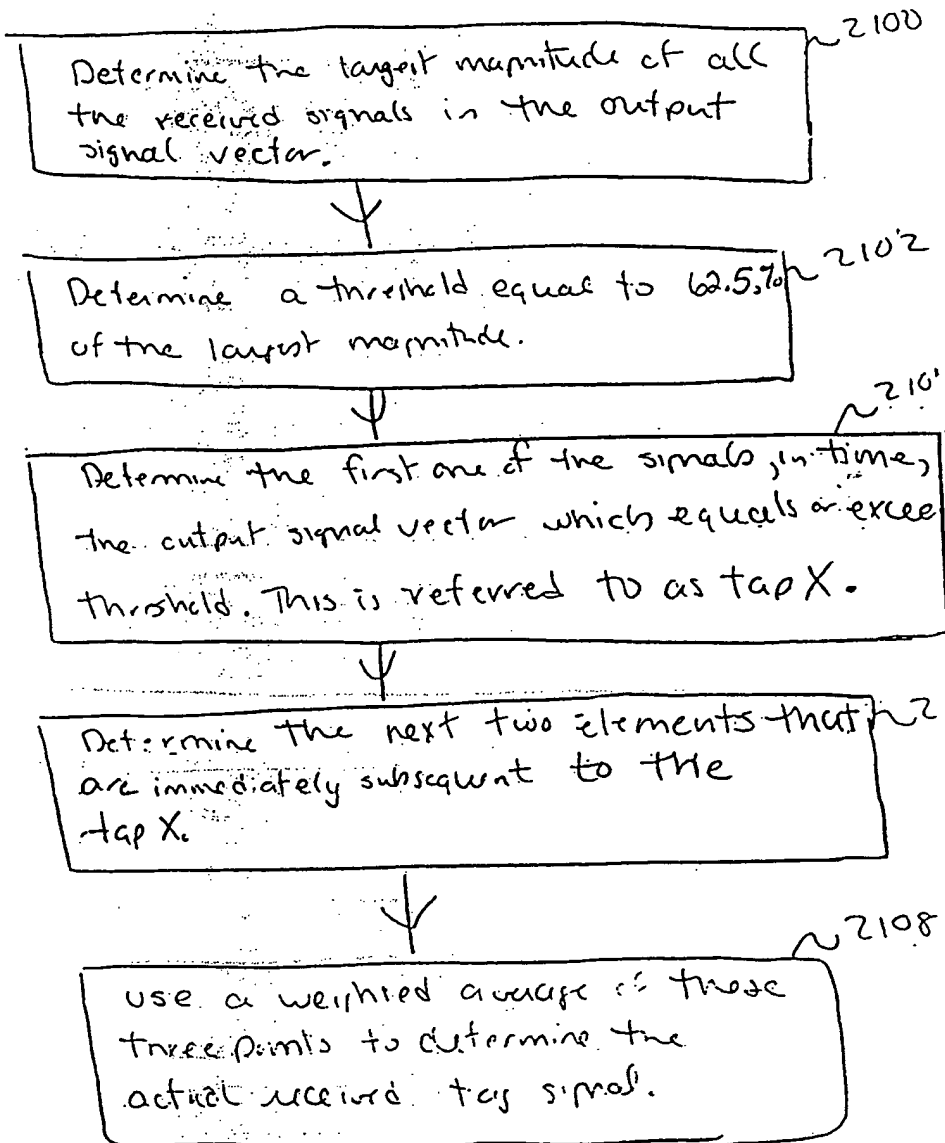 2100
Determine the largest magnitude of all
the received signals in the output
signal vector.
2102
Determine a threshold equal to 62.5%
of the largest magnitude.
210
Determine the first one of the signals, in time,
the output signal vector which equals or excee
threshold. This is referred to as tap X.
2
Determine the next two elements that
are immediately subsequent to the
tap X.
2108
use a weighted average of these
three points to determine the
actual received tag signal.